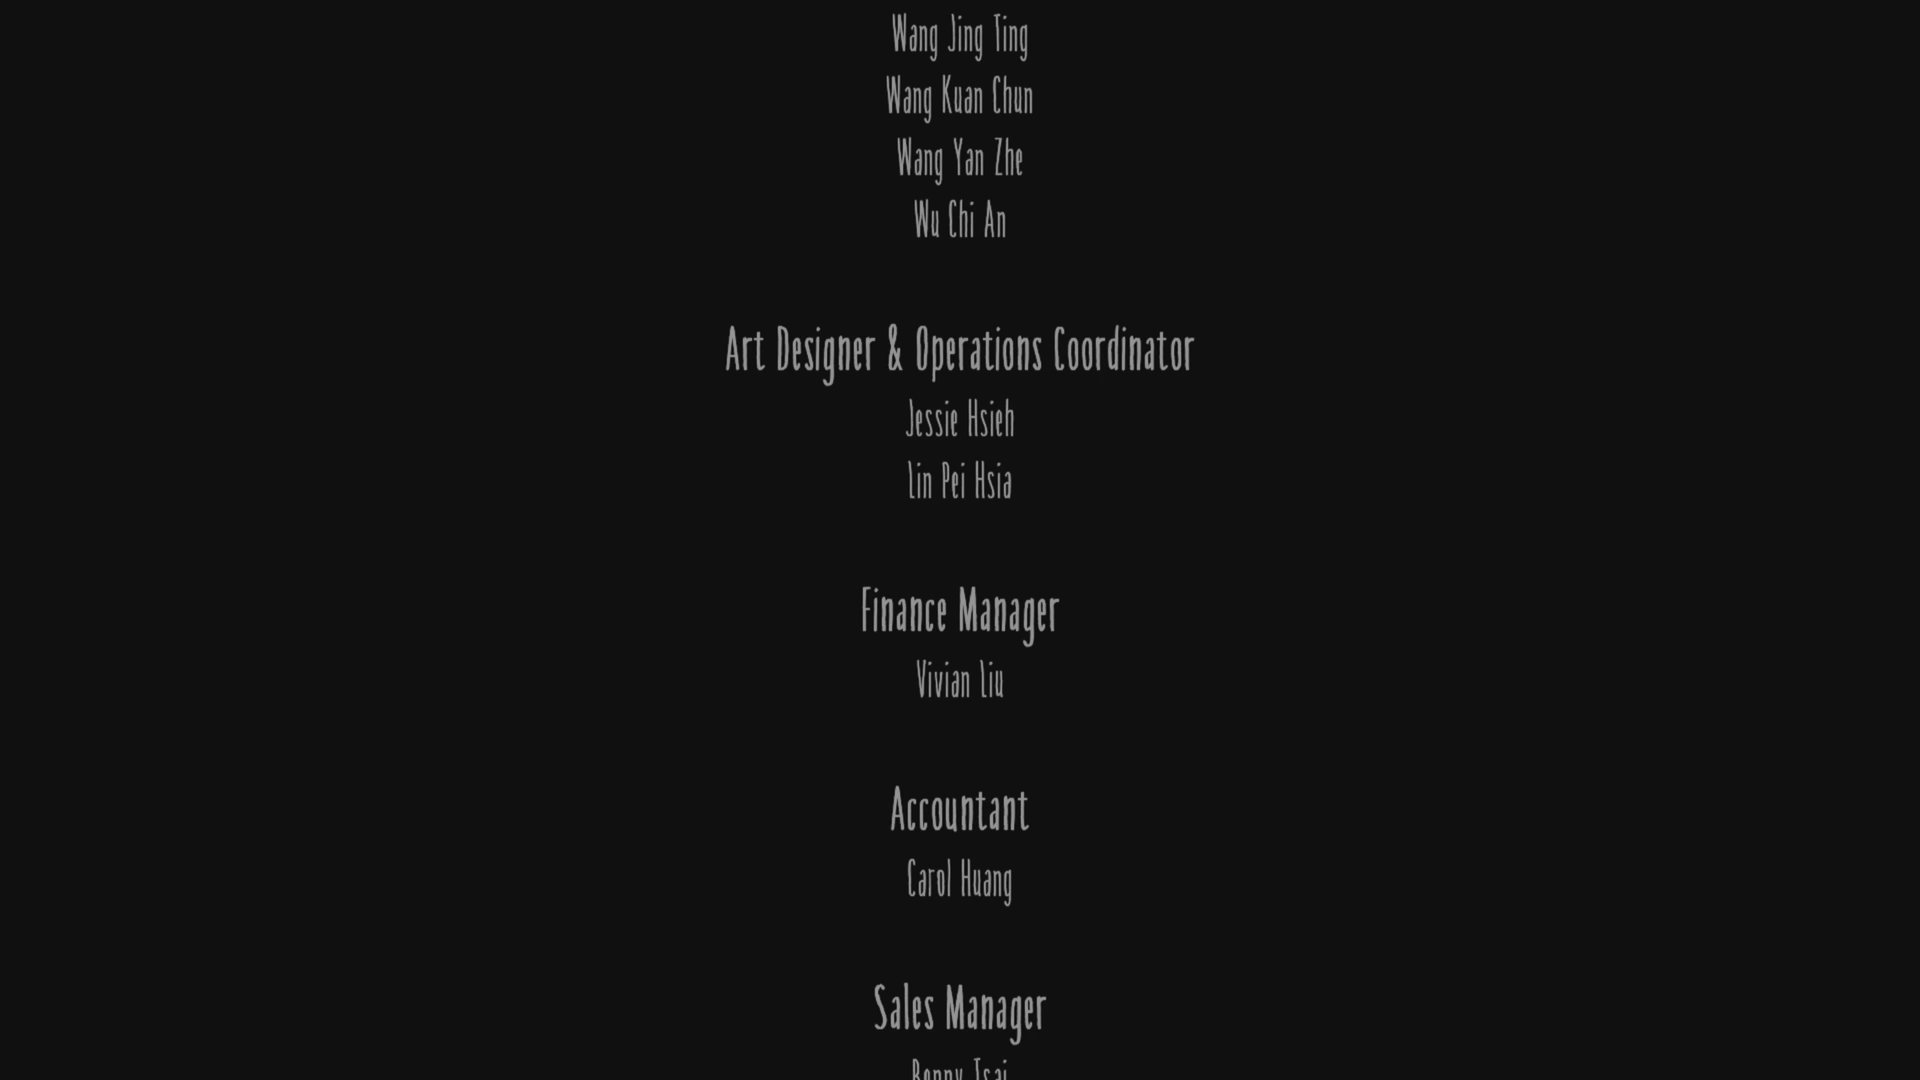 Wang Jing Ting
Wang Kuan Chun
Wang Yan Zhe
Wu Chi An
Art Designer & Operations Coordinator
Jessie Hsieh
Lin Pei Hsia
Finance Manager
Vivian Liu
Accountant
Carol Huang
Sales Manager
Tsai